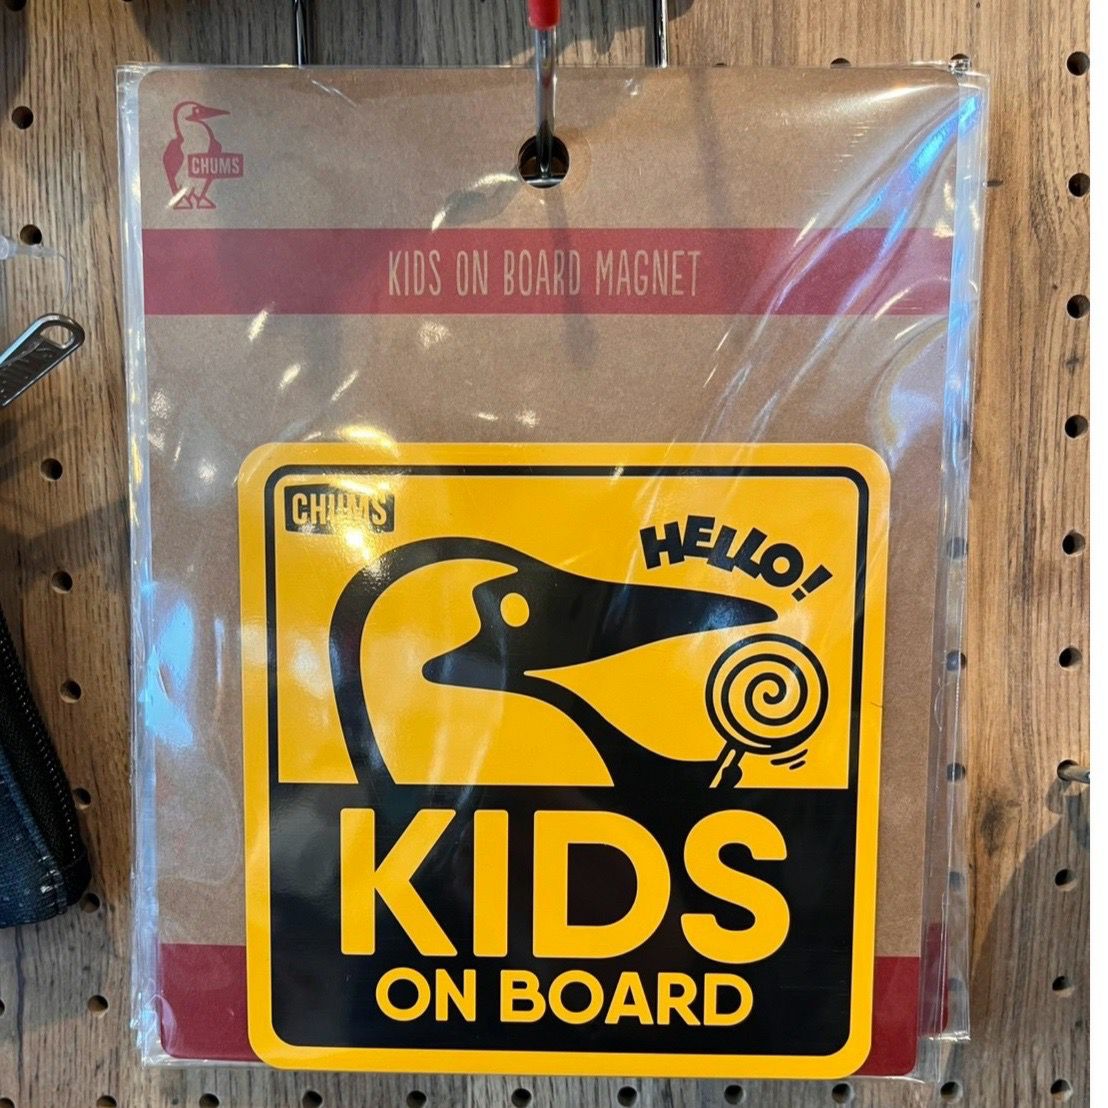 CHUMS
KIDS ON BOARD MAGNET
CHUMS
HELLO!
KIDS
ON BOARD